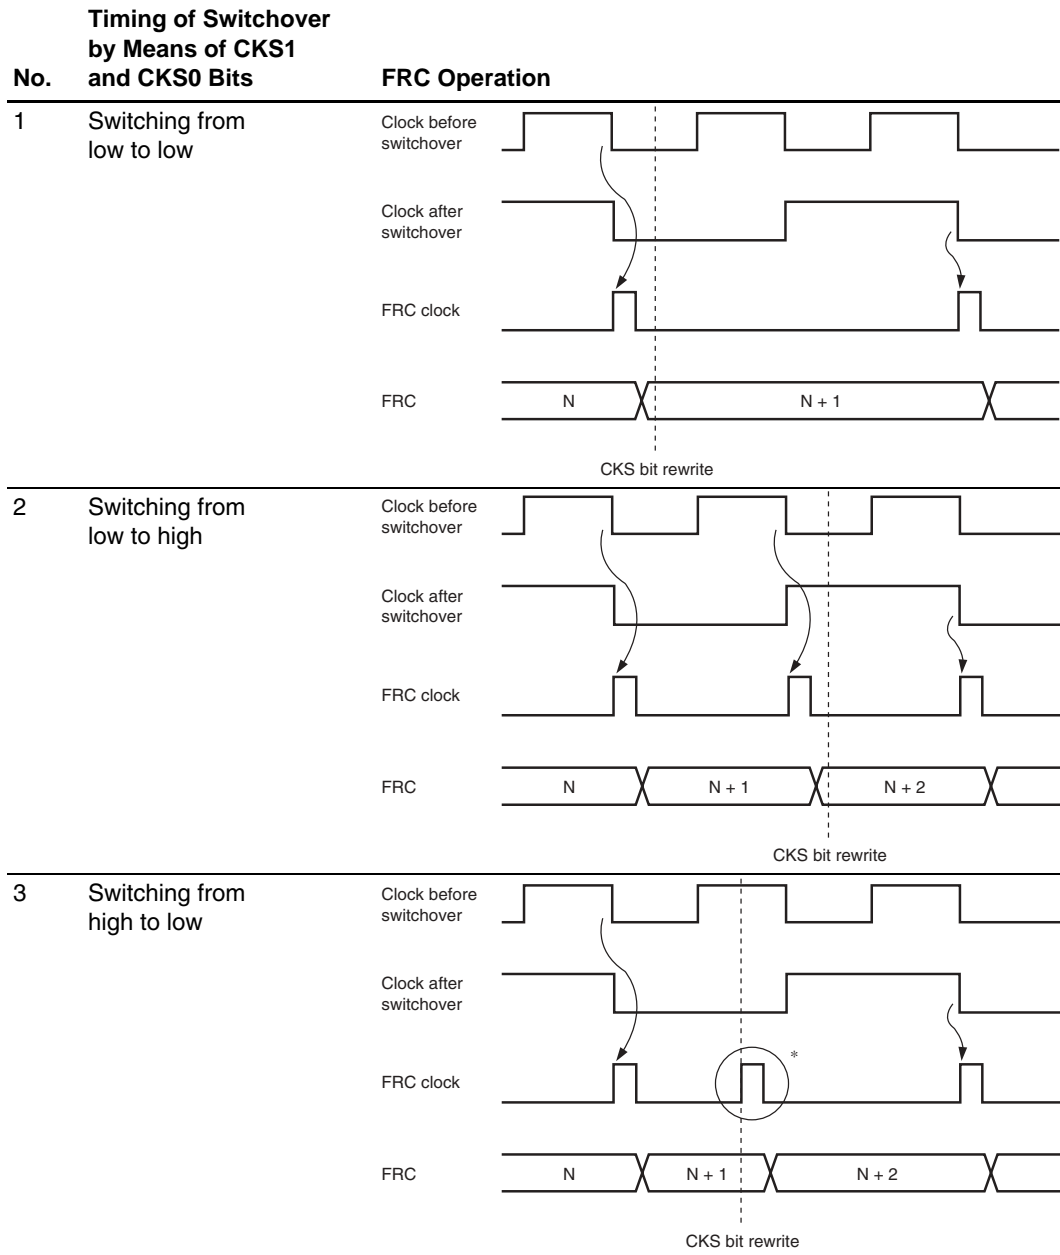 No.
Timing of Switchover
by Means of CKS1
and CKS0 Bits
FRC Operation
1
Switching from
low to low
Clock before
switchover
Clock after
switchover
FRC clock
FRC
N
N + 1
CKS bit rewrite
2
Switching from
low to high
Clock before
switchover
Clock after
switchover
FRC clock
FRC
N
N + 1
N + 2
CKS bit rewrite
3
Switching from
high to low
Clock before
switchover
Clock after
switchover
*
FRC clock
FRC
N
N + 1
N + 2
CKS bit rewrite